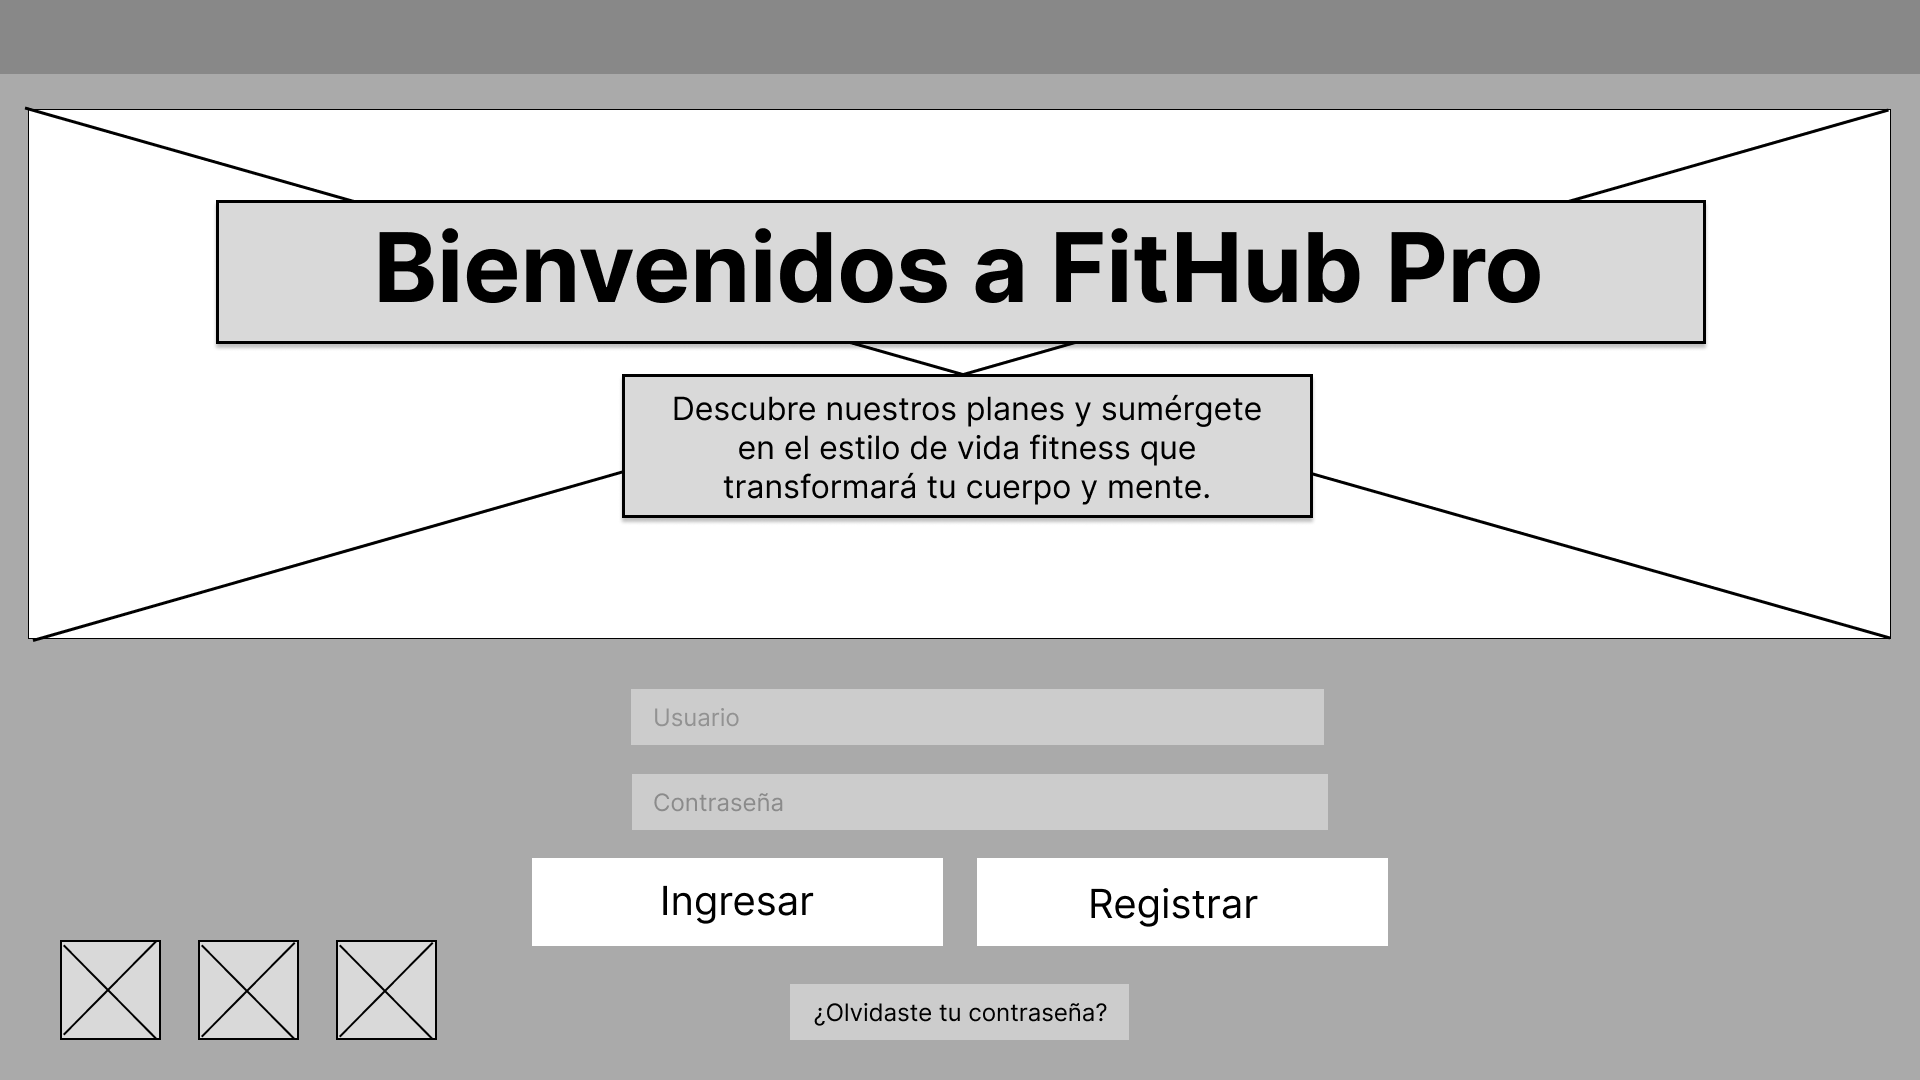 Bienvenidos a FitHub Pro
Descubre nuestros planes y sumérgete
en el estilo de vida fitness que
transformará tu cuerpo y mente.
Usuario
Contraseña
Ingresar
Registrar
¿Olvidaste tu contraseña?